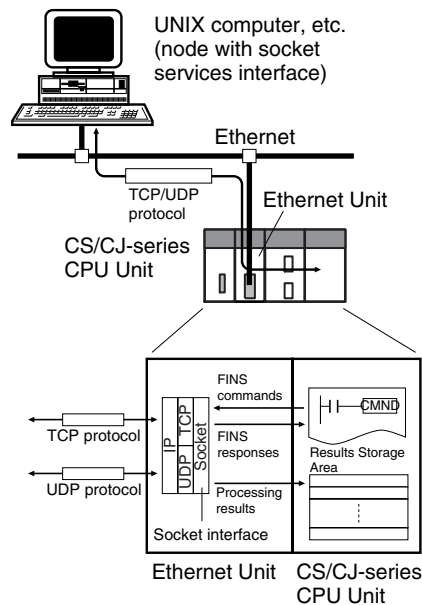 UNIX computer, etc.
(node with socket
services interface)
Ethernet
TCP/UDP
protocol
Ethernet Unit
CS/CJ-series
CPU Unit
FINS
commands
CMND
TCP protocol
IP
TCP
UDP
Socket
FINS
responses
Results Storage
Area
UDP protocol
Processing
results
Socket interface
Ethernet Unit
CS/CJ-series
CPU Unit